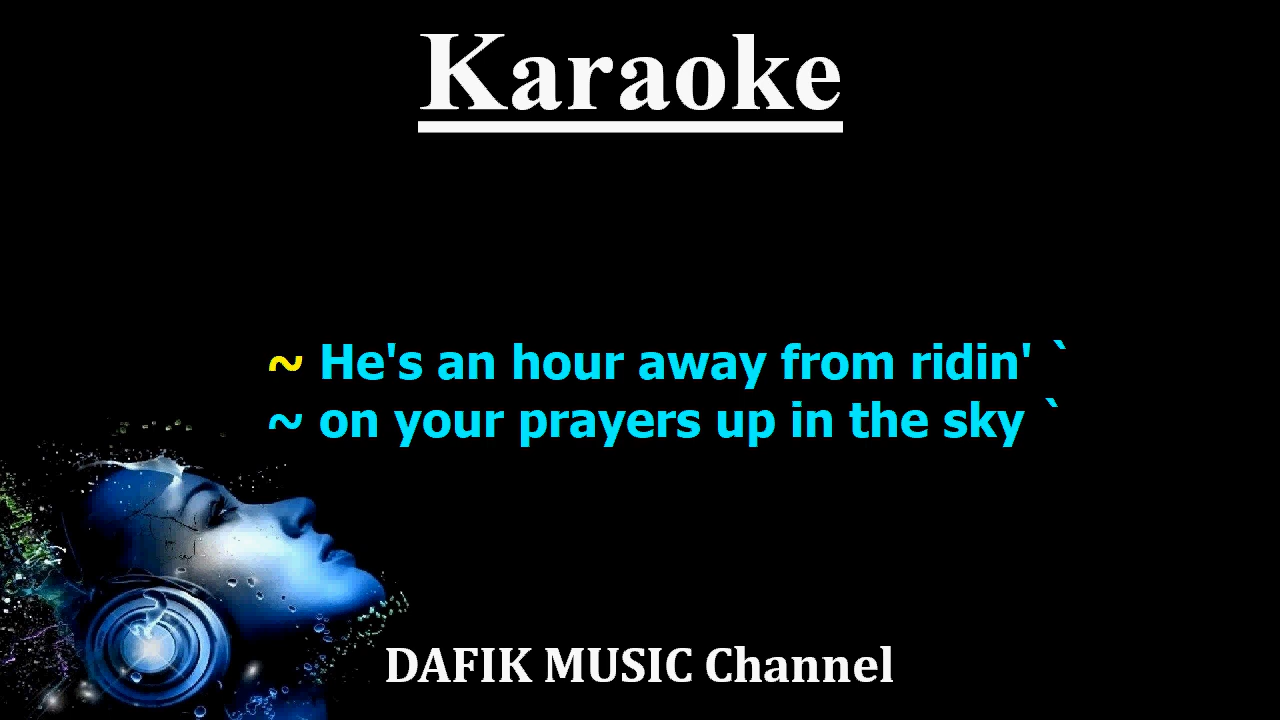 Karaoke
~ He's an hour away from ridin' `
~ on your prayers up in the sky `
DAFIK MUSIC Channel